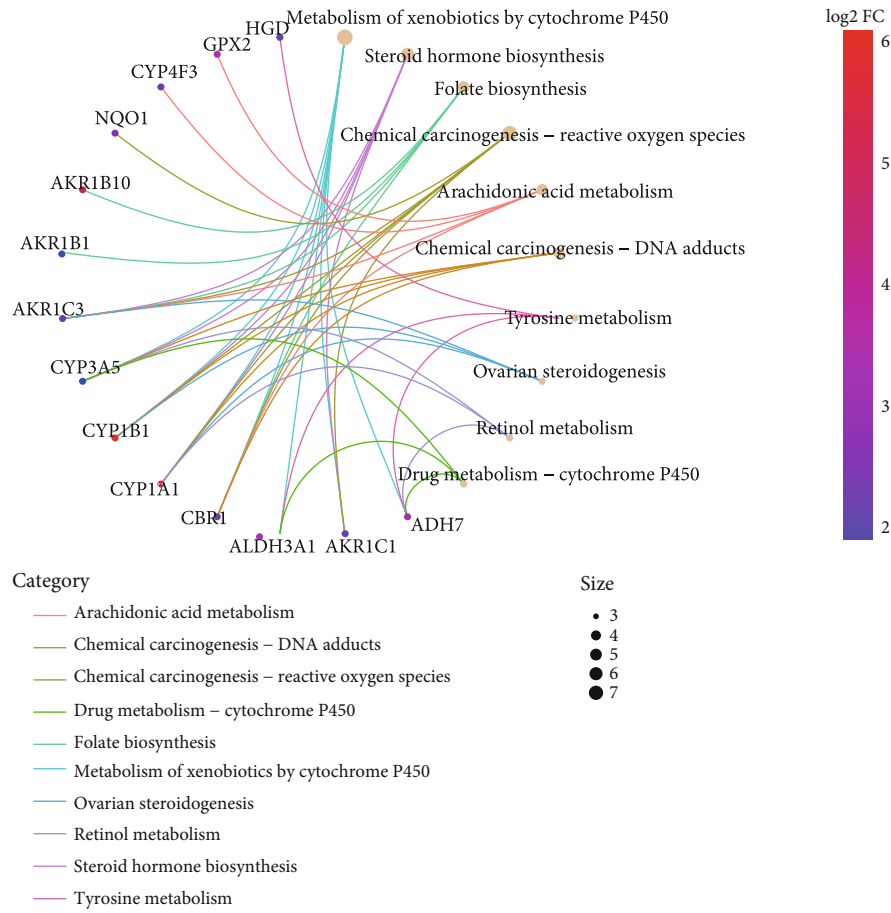 log2 FC
6
5
4
3
2
Metabolism of xenobiotics by cytochrome P450
Steroid hormone biosynthesis
Folate biosynthesis
Chemical carcinogenesis − reactive oxygen species
Arachidonic acid metabolism
Chemical carcinogenesis − DNA adducts
Tyrosine metabolism
Ovarian steroidogenesis
Retinol metabolism
Drug metabolism − cytochrome P450
HGD
GPX2
CYP4F3
NQO1
AKR1B10
AKR1B1
AKR1C3
CYP3A5
CYP1B1
CYP1A1
CBR1
ALDH3A1
AKR1C1
ADH7
Category
Arachidonic acid metabolism
Chemical carcinogenesis − DNA adducts
Chemical carcinogenesis − reactive oxygen species
Drug metabolism − cytochrome P450
Folate biosynthesis
Metabolism of xenobiotics by cytochrome P450
Ovarian steroidogenesis
Retinol metabolism
Steroid hormone biosynthesis
Tyrosine metabolism
Size
3
4
5
6
7